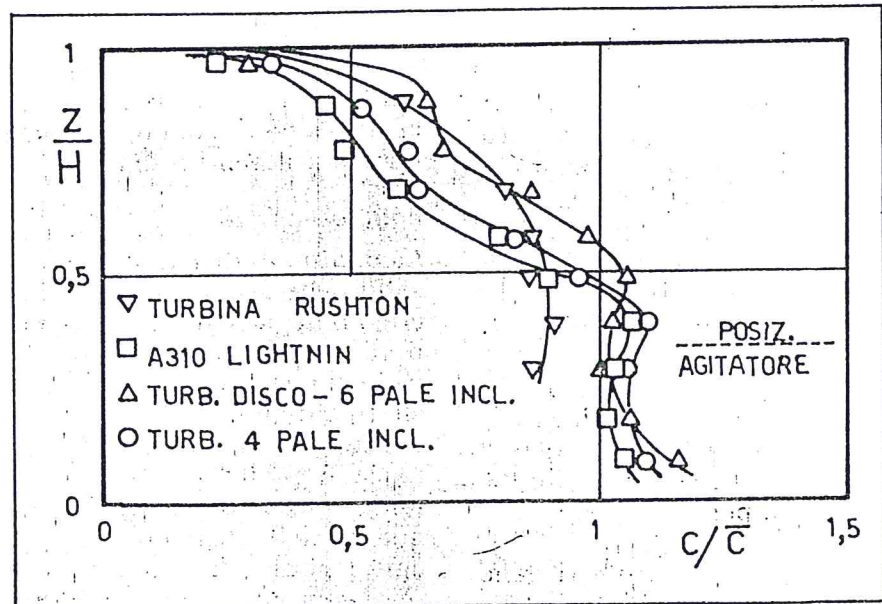 1
Z
H
0,5
▽ TURBINA RUSHTON
□ A310 LIGHTNIN
△ TURB. DISCO - 6 PALE INCL.
○ TURB. 4 PALE INCL.
POSIZ.
AGITATORE
0
0
0,5
1
1,5
C/C̅